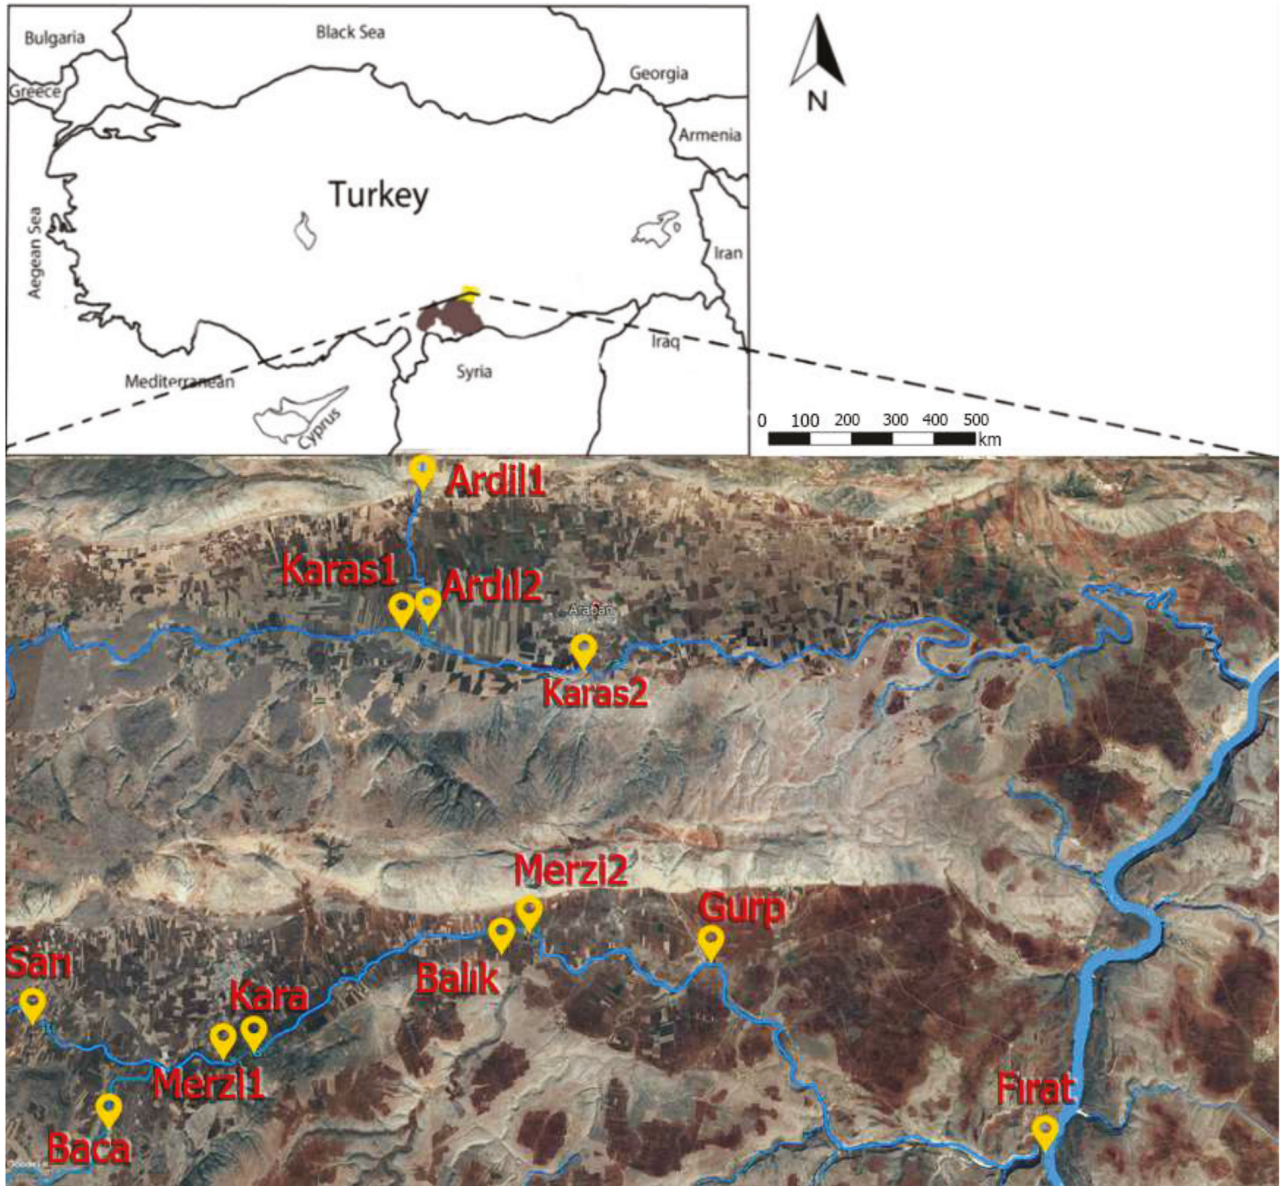 Black Sea
Bulgaria
Georgia
Greece
N
Armenia
Turkey
Aegean Sea
Iran
Iraq
Syria
Mediterranean
Cyprus
0 100 200 300 400 500
km
Ardil1
Karas1
Ardil2
Araban
Karas2
Merzi2
Gurp
Sarı
Balik
Kara
Merzi1
Fırat
Baca